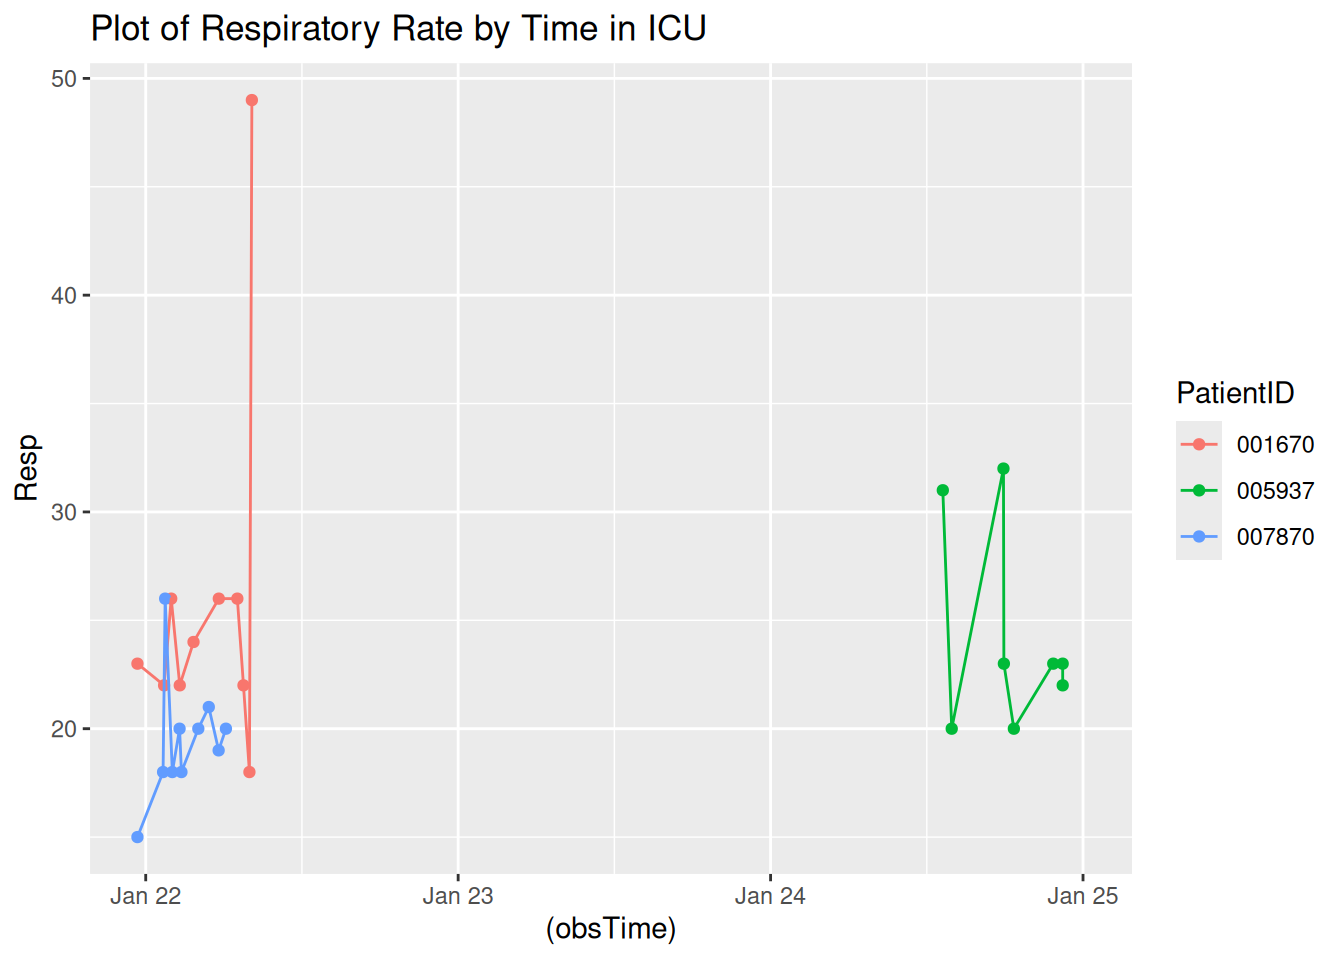 Plot of Respiratory Rate by Time in ICU
50
40
30
20
Resp
Jan 22
Jan 23
Jan 24
Jan 25
(obsTime)
PatientID
001670
005937
007870